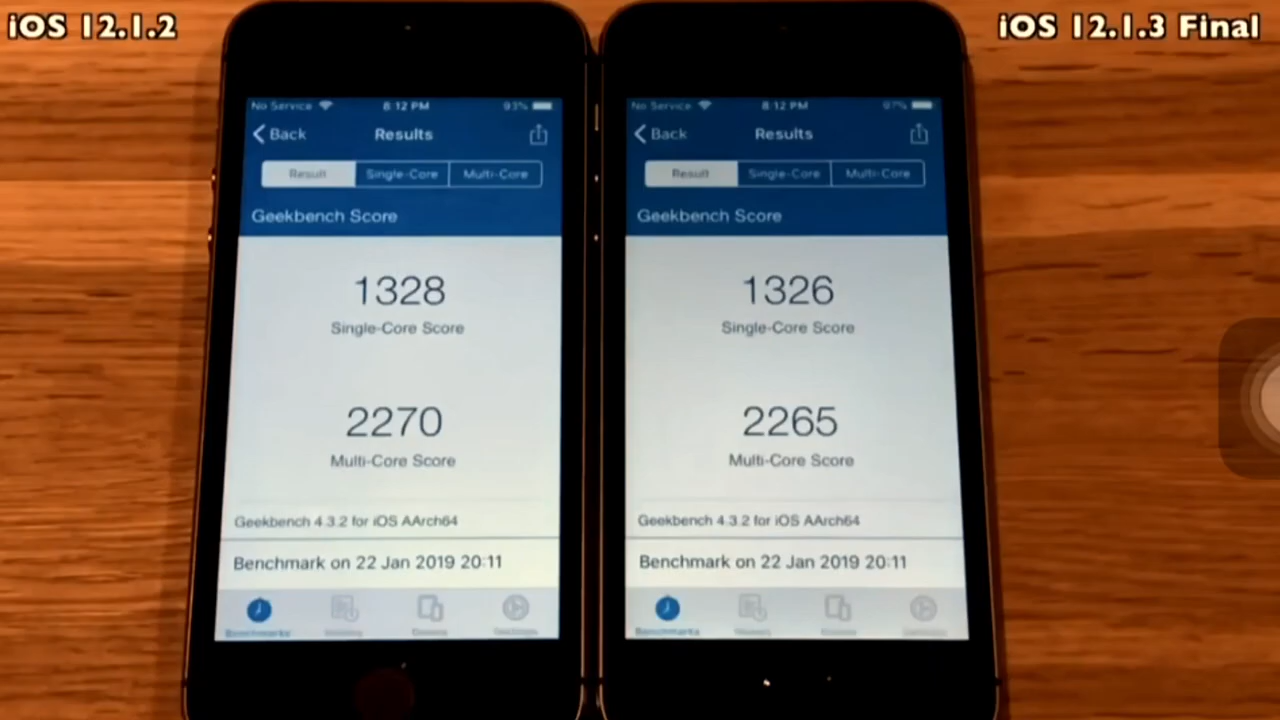 iOS 12.1.2
iOS 12.1.3 Final
No Service
8:12 PM
93%
Back
Results
Result
Single-Core
Multi-Core
Geekbench Score
1328
Single-Core Score
2270
Multi-Core Score
Geekbench 4.3.2 for iOS AArch64
Benchmark on 22 Jan 2019 20:11
Benchmarks
No Service
8:12 PM
97%
Back
Results
Result
Single-Core
Multi-Core
Geekbench Score
1326
Single-Core Score
2265
Multi-Core Score
Geekbench 4.3.2 for iOS AArch64
Benchmark on 22 Jan 2019 20:11
Benchmarks